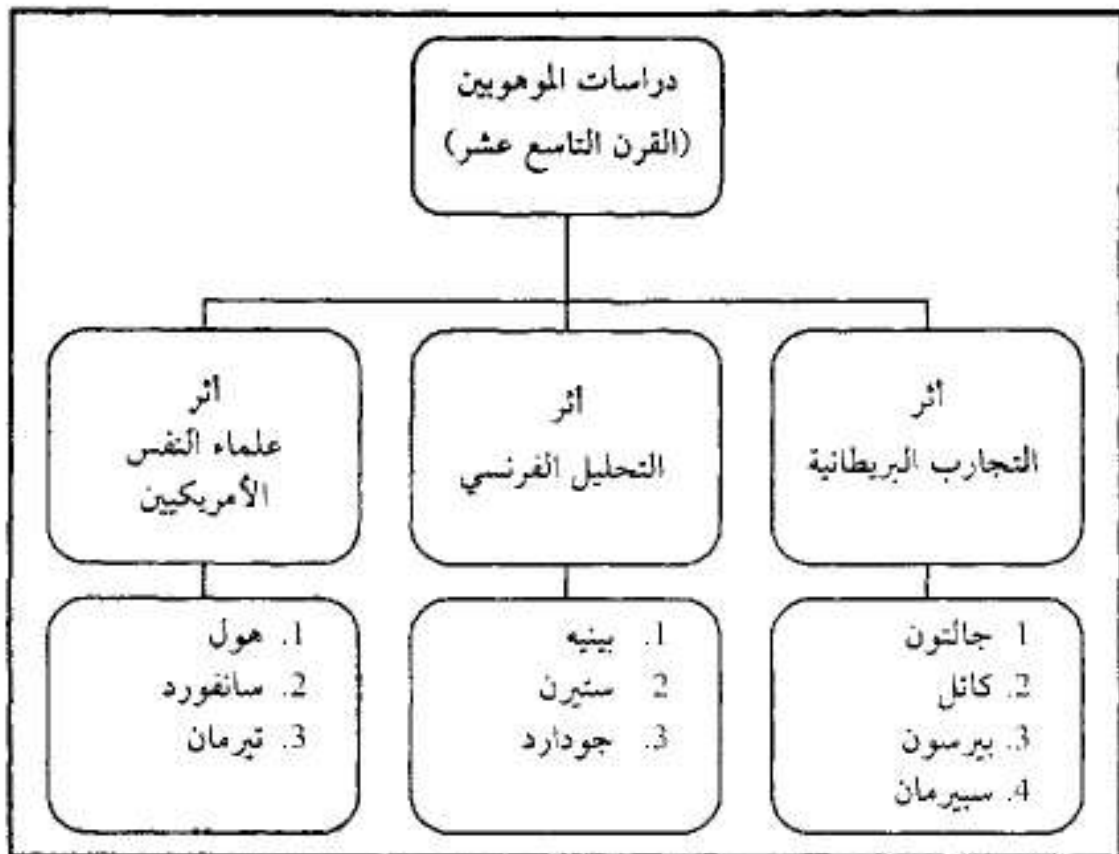 دراسات الموهوبين
(القرن التاسع عشر)
أثر
التجارب البريطانية
أثر
التحليل الفرنسي
أثر
علماء النفس
الأمريكيين
1 جالتون
2. كاتل
3. بيرسون
4. سبيرمان
1. بينيه
2 ستيرن
3. جودارد
1. هول
2. سانفورد
3. تيرمان